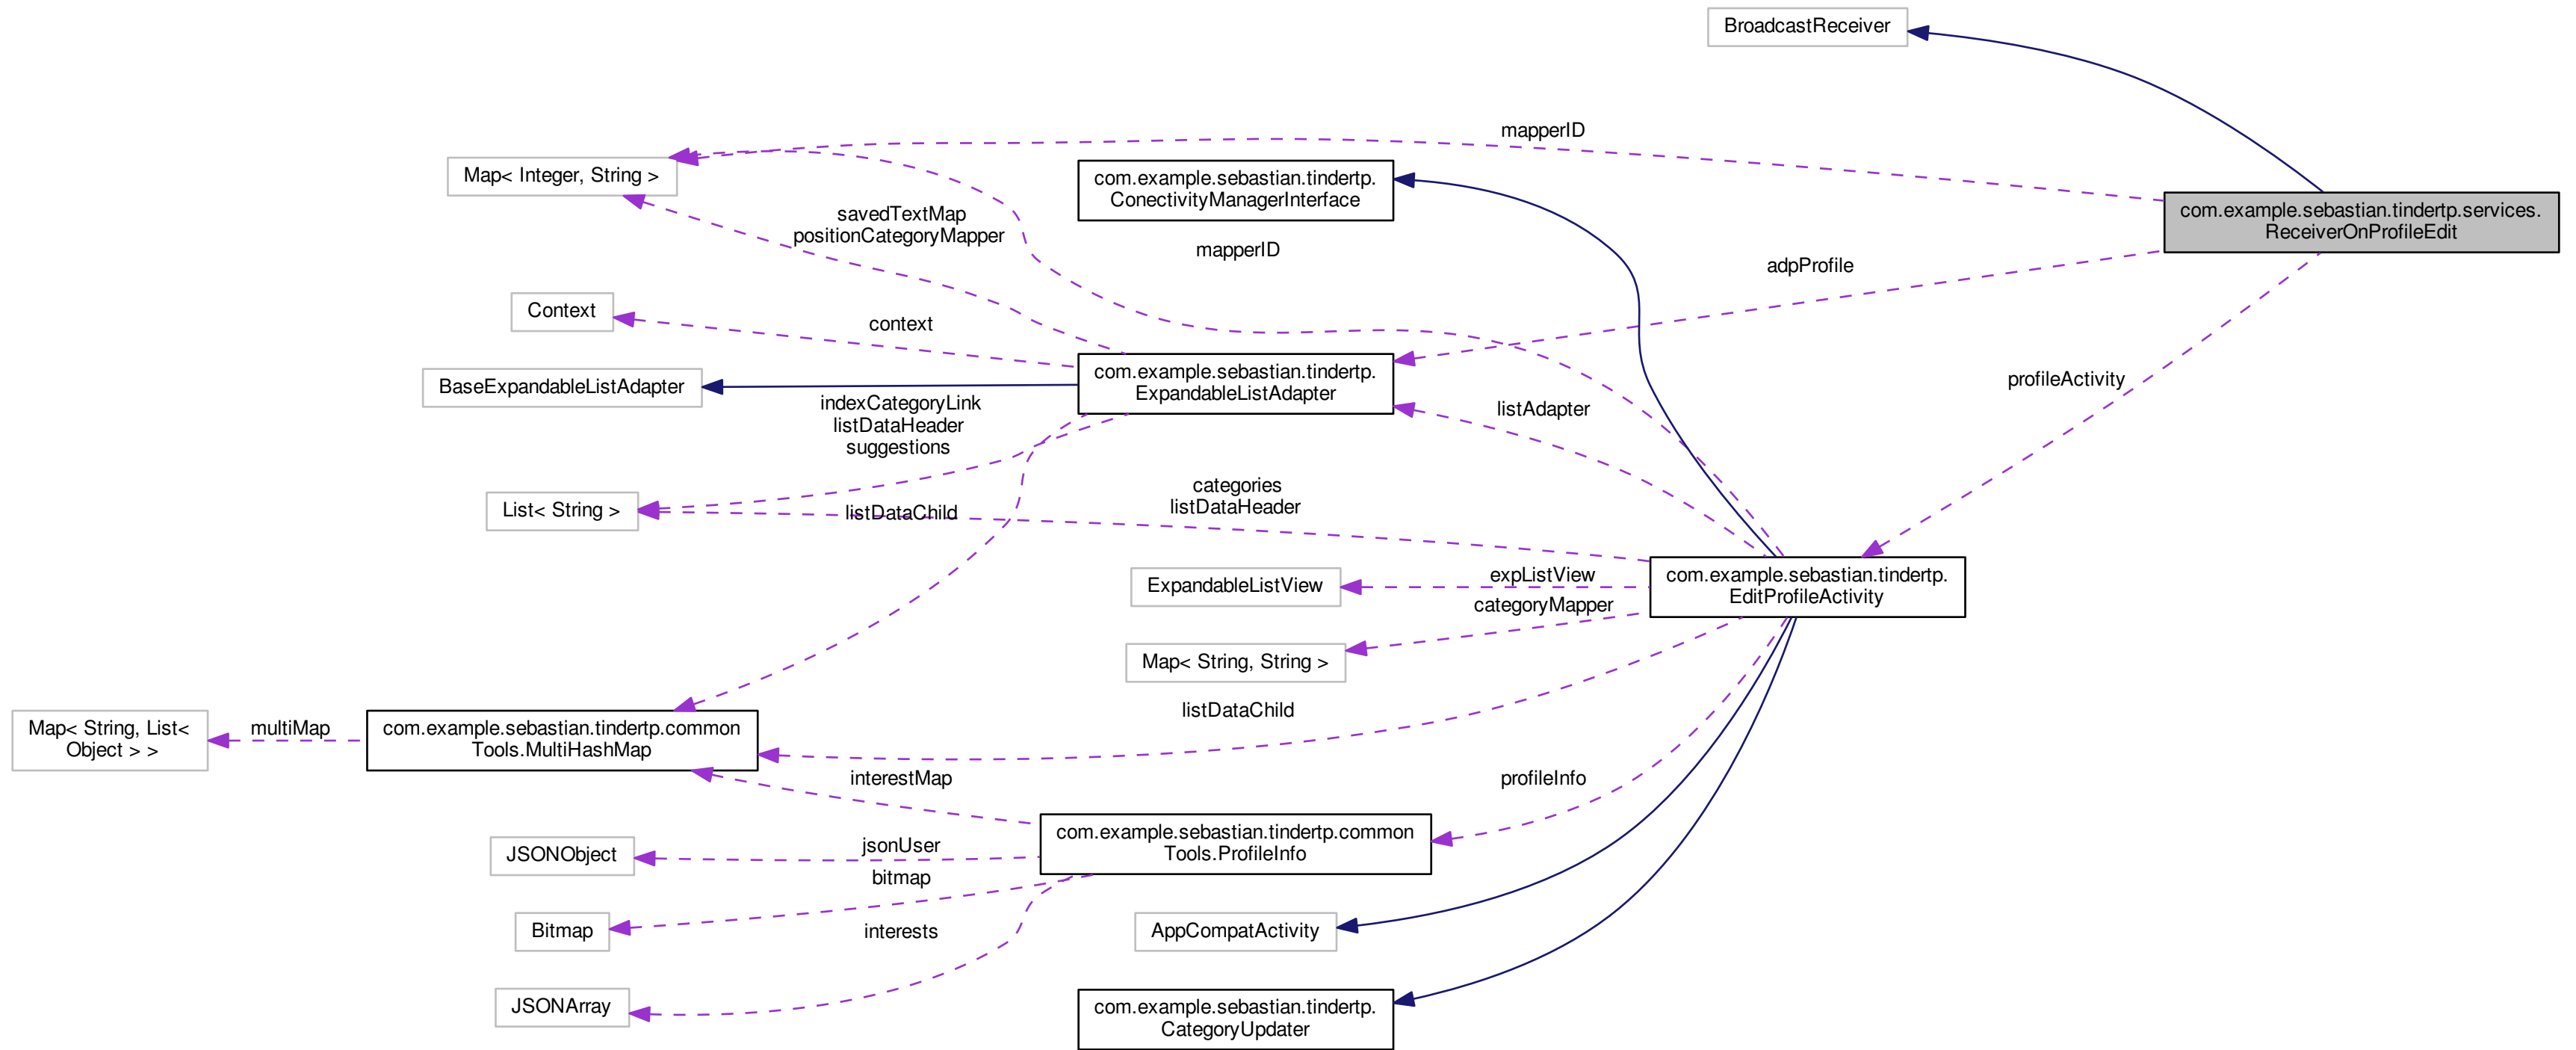 BroadcastReceiver
mapperID
Map< Integer, String >
com.example.sebastian.tindertp.
ConectivityManagerInterface
com.example.sebastian.tindertp.services.
ReceiverOnProfileEdit
savedTextMap
positionCategoryMapper
mapperID
adpProfile
Context
context
BaseExpandableListAdapter
com.example.sebastian.tindertp.
ExpandableListAdapter
profileActivity
indexCategoryLink
listDataHeader
suggestions
listAdapter
List< String >
listDataChild
categories
listDataHeader
ExpandableListView
expListView
com.example.sebastian.tindertp.
EditProfileActivity
categoryMapper
Map< String, String >
listDataChild
Map< String, List<
Object > >
multiMap
com.example.sebastian.tindertp.common
Tools.MultiHashMap
interestMap
profileInfo
com.example.sebastian.tindertp.common
Tools.ProfileInfo
JSONObject
jsonUser
bitmap
Bitmap
interests
AppCompatActivity
JSONArray
com.example.sebastian.tindertp.
CategoryUpdater